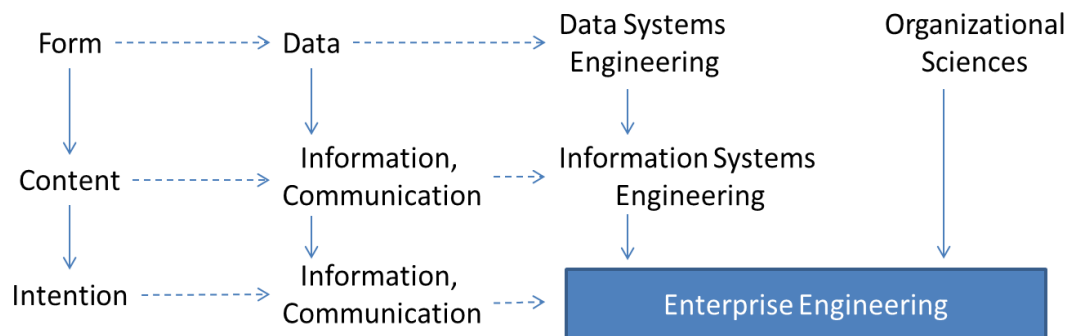 Form
Data
Data Systems
Engineering
Organizational
Sciences
Content
Information,
Communication
Information Systems
Engineering
Intention
Information,
Communication
Enterprise Engineering